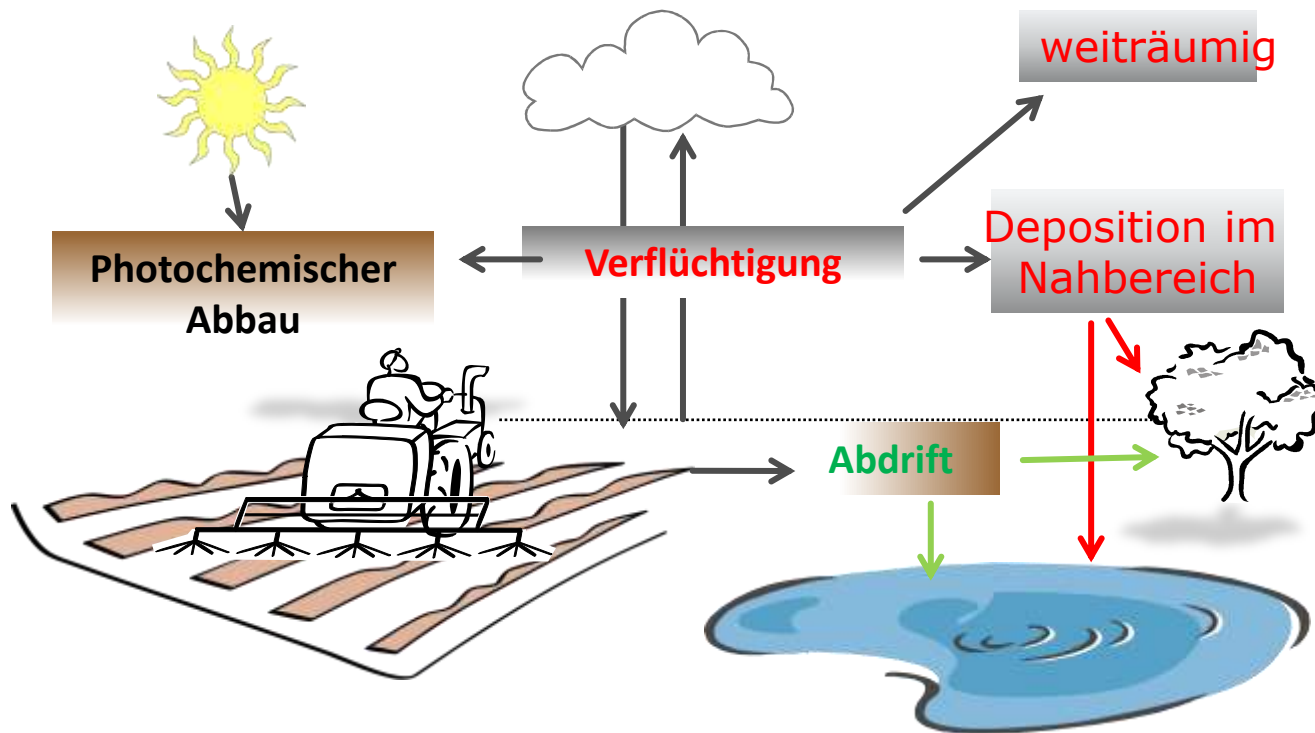 weiträumig
Photochemischer
Abbau
Verflüchtigung
Deposition im
Nahbereich
Abdrift